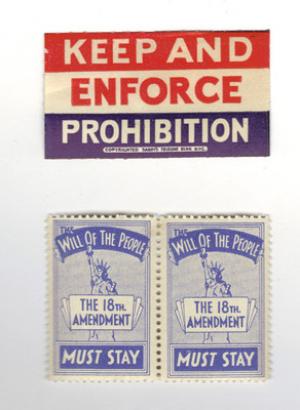 KEEP AND
ENFORCE
PROHIBITION
COPYRIGHTED
THE
WILL OF THE PEOPLE
THE 18TH.
AMENDMENT
MUST STAY
THE
WILL OF THE PEOPLE
THE 18TH.
AMENDMENT
MUST STAY